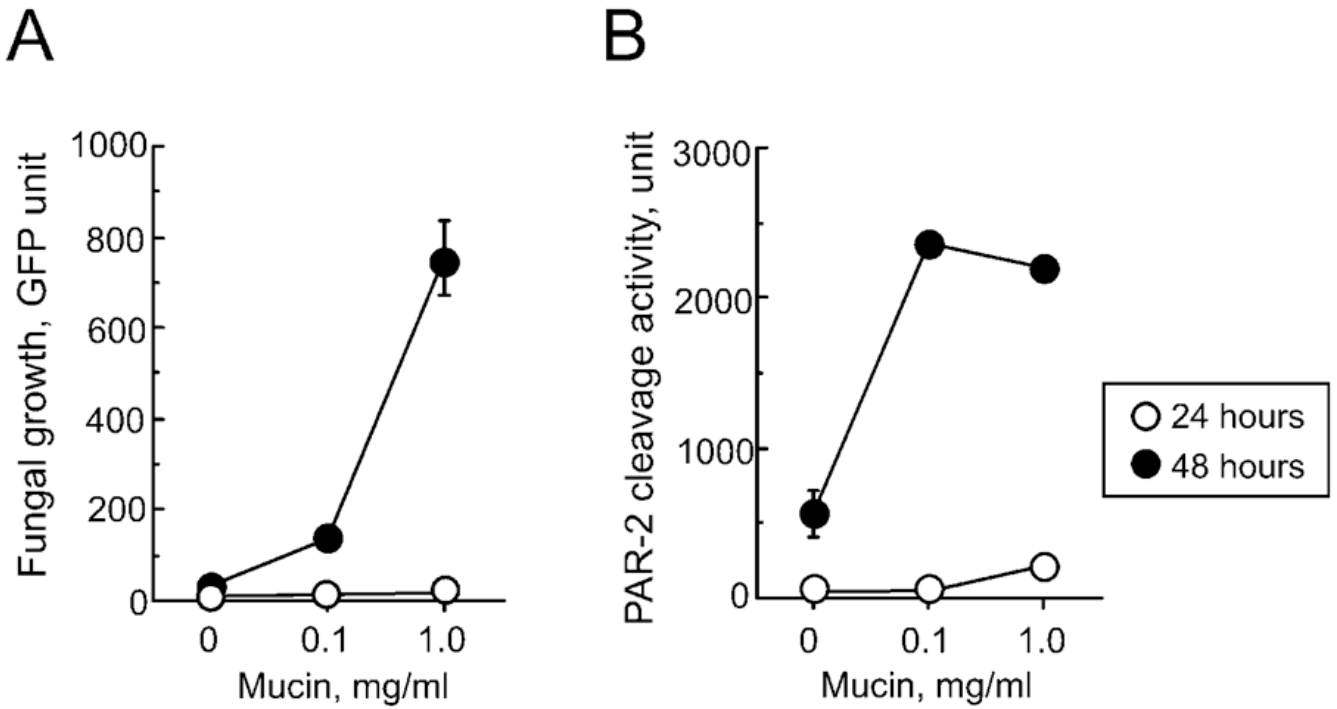 A
B
Fungal growth, GFP unit
1000
800
600
400
200
0
0 0.1 1.0
Mucin, mg/ml
PAR-2 cleavage activity, unit
3000
2000
1000
0
0 0.1 1.0
Mucin, mg/ml
24 hours
48 hours